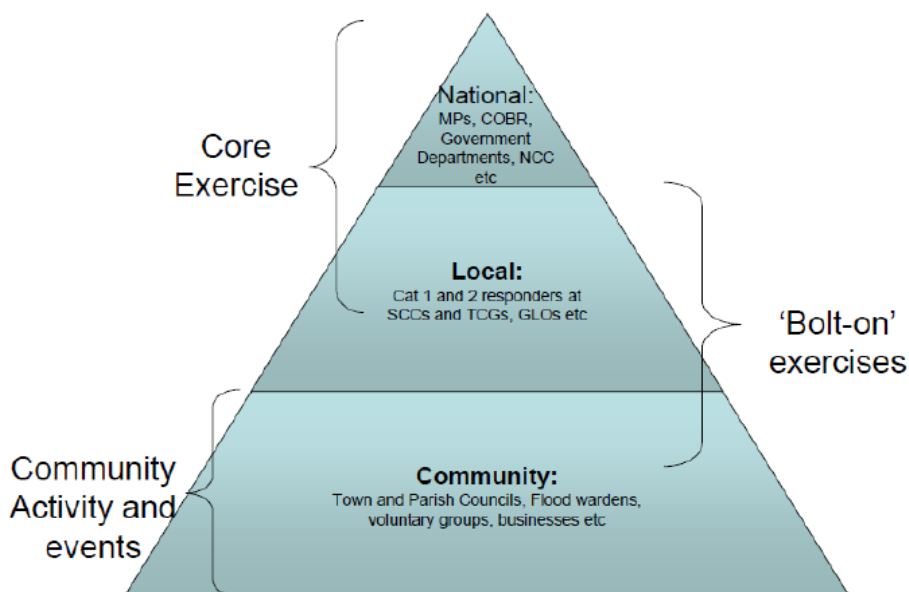 National:
MPs, COBR,
Government
Departments, NCC
etc
Core
Exercise
Local:
Cat 1 and 2 responders at
SCCs and TCGs, GLOs etc
'Bolt-on'
exercises
Community
Activity and
events
Community:
Town and Parish Councils, Flood wardens,
voluntary groups, businesses etc